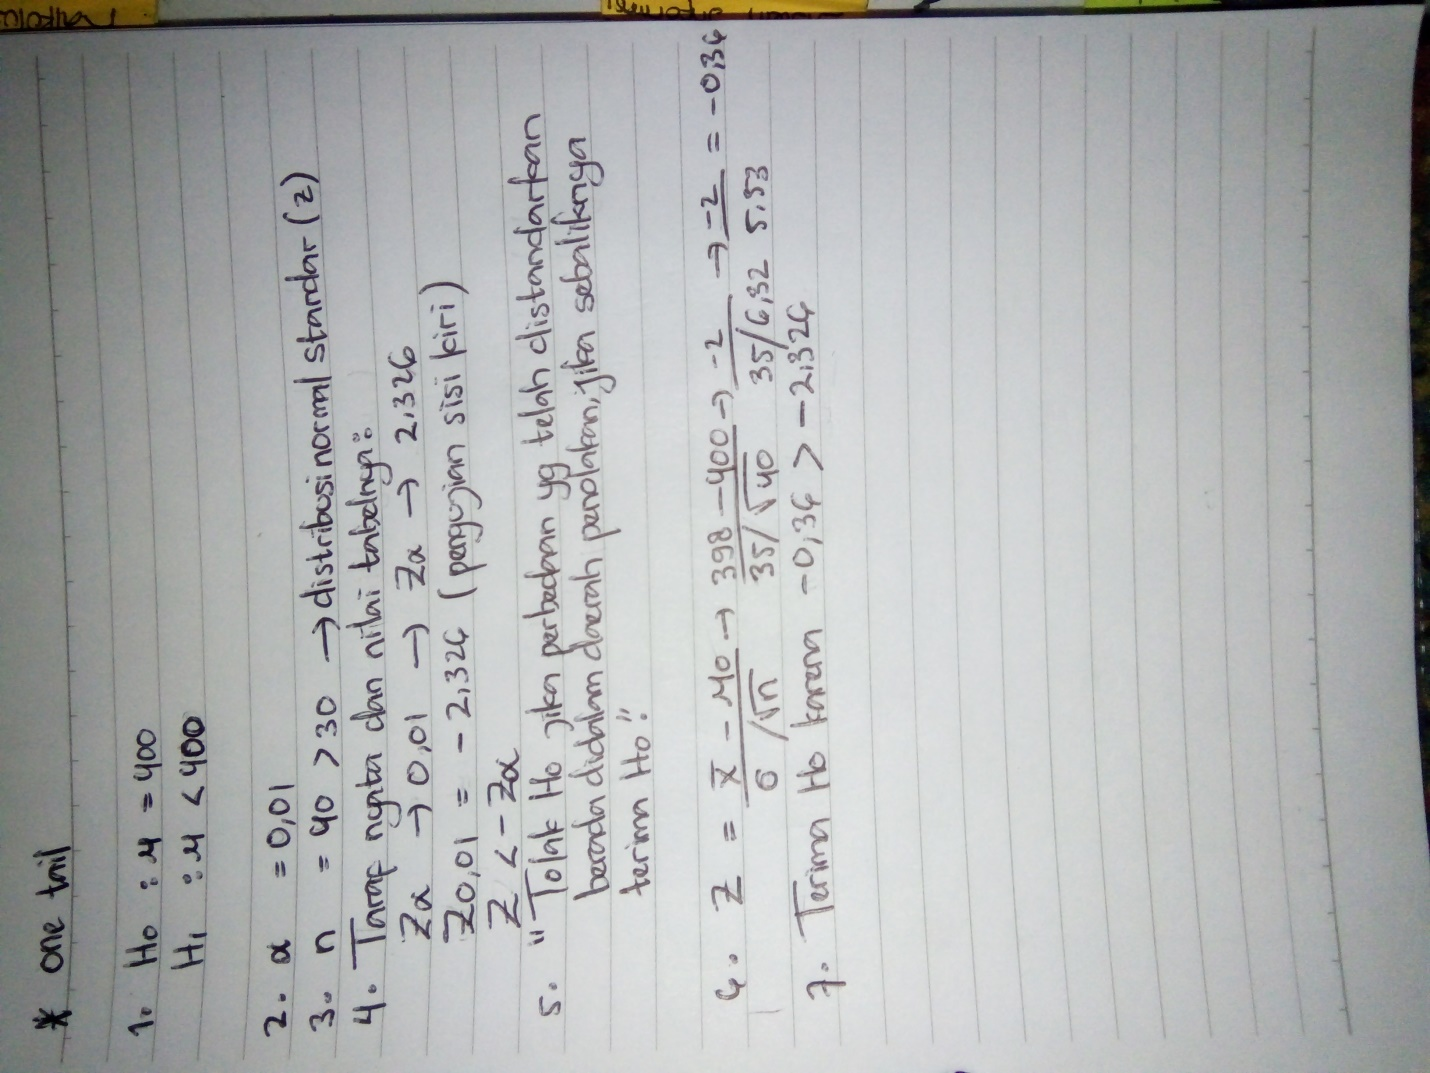 * one tail
1. Ho : μ = 400
H1 : μ < 400
2. α = 0,01
3. n = 40 > 30 → distribusi normal standar (z)
4. Taraf nyata dan nilai tabelnya:
Zα → 0,01 → Zα → 2,326
Z0,01 = -2,326 (pengujian sisi kiri)
Z < -Zα
5. "Tolak Ho jika perbedaan yg telah distandarkan
berada didalam daerah penolakan, jika sebaliknya
terima Ho"
6. Z = x̄ - μo / σ/√n → 398 - 400 / 35/√40 → -2 / 35/6,32 → -2 / 5,53 = -0,36
7. Terima Ho karena -0,36 > -2,326